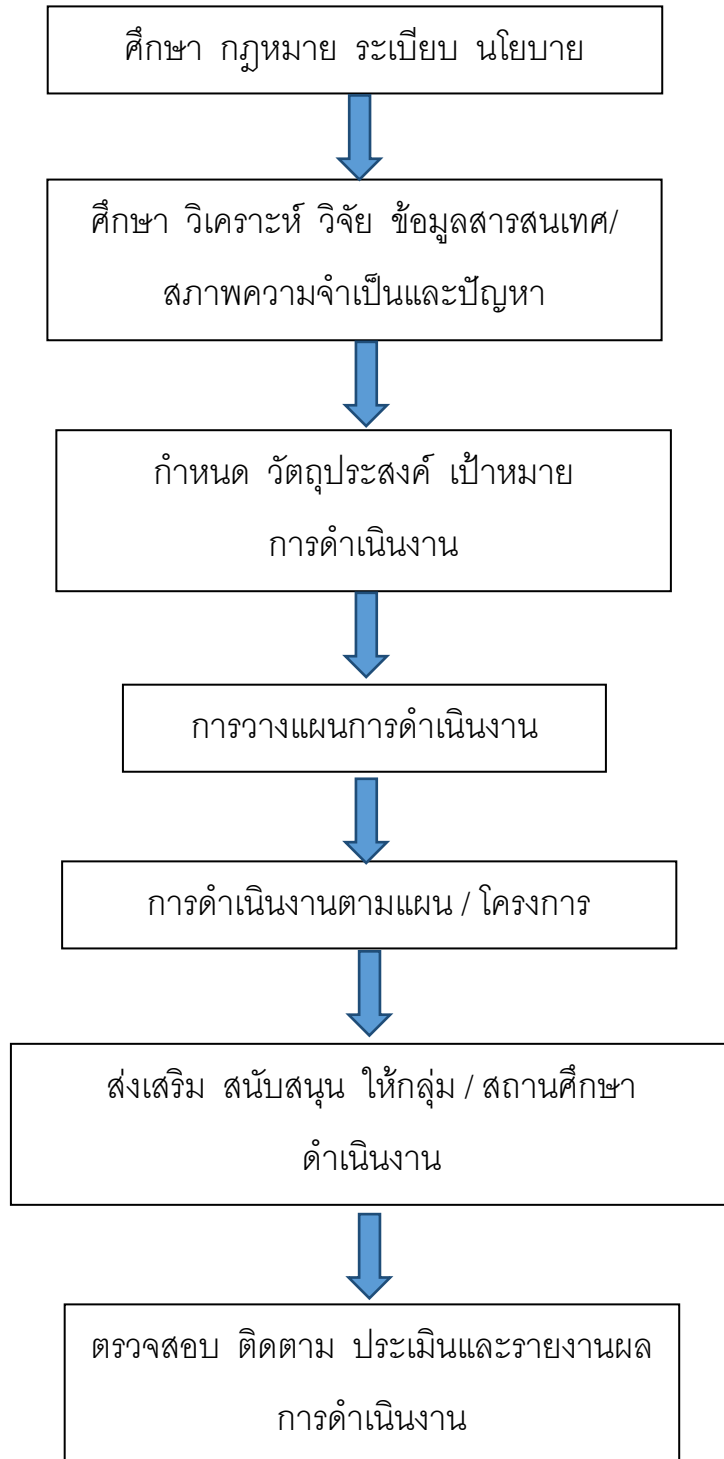 ศึกษา กฎหมาย ระเบียบ นโยบาย
ศึกษา วิเคราะห์ วิจัย ข้อมูลสารสนเทศ/
สภาพความจำเป็นและปัญหา
กำหนด วัตถุประสงค์ เป้าหมาย
การดำเนินงาน
การวางแผนการดำเนินงาน
การดำเนินงานตามแผน / โครงการ
ส่งเสริม สนับสนุน ให้กลุ่ม / สถานศึกษา
ดำเนินงาน
ตรวจสอบ ติดตาม ประเมินและรายงานผล
การดำเนินงาน